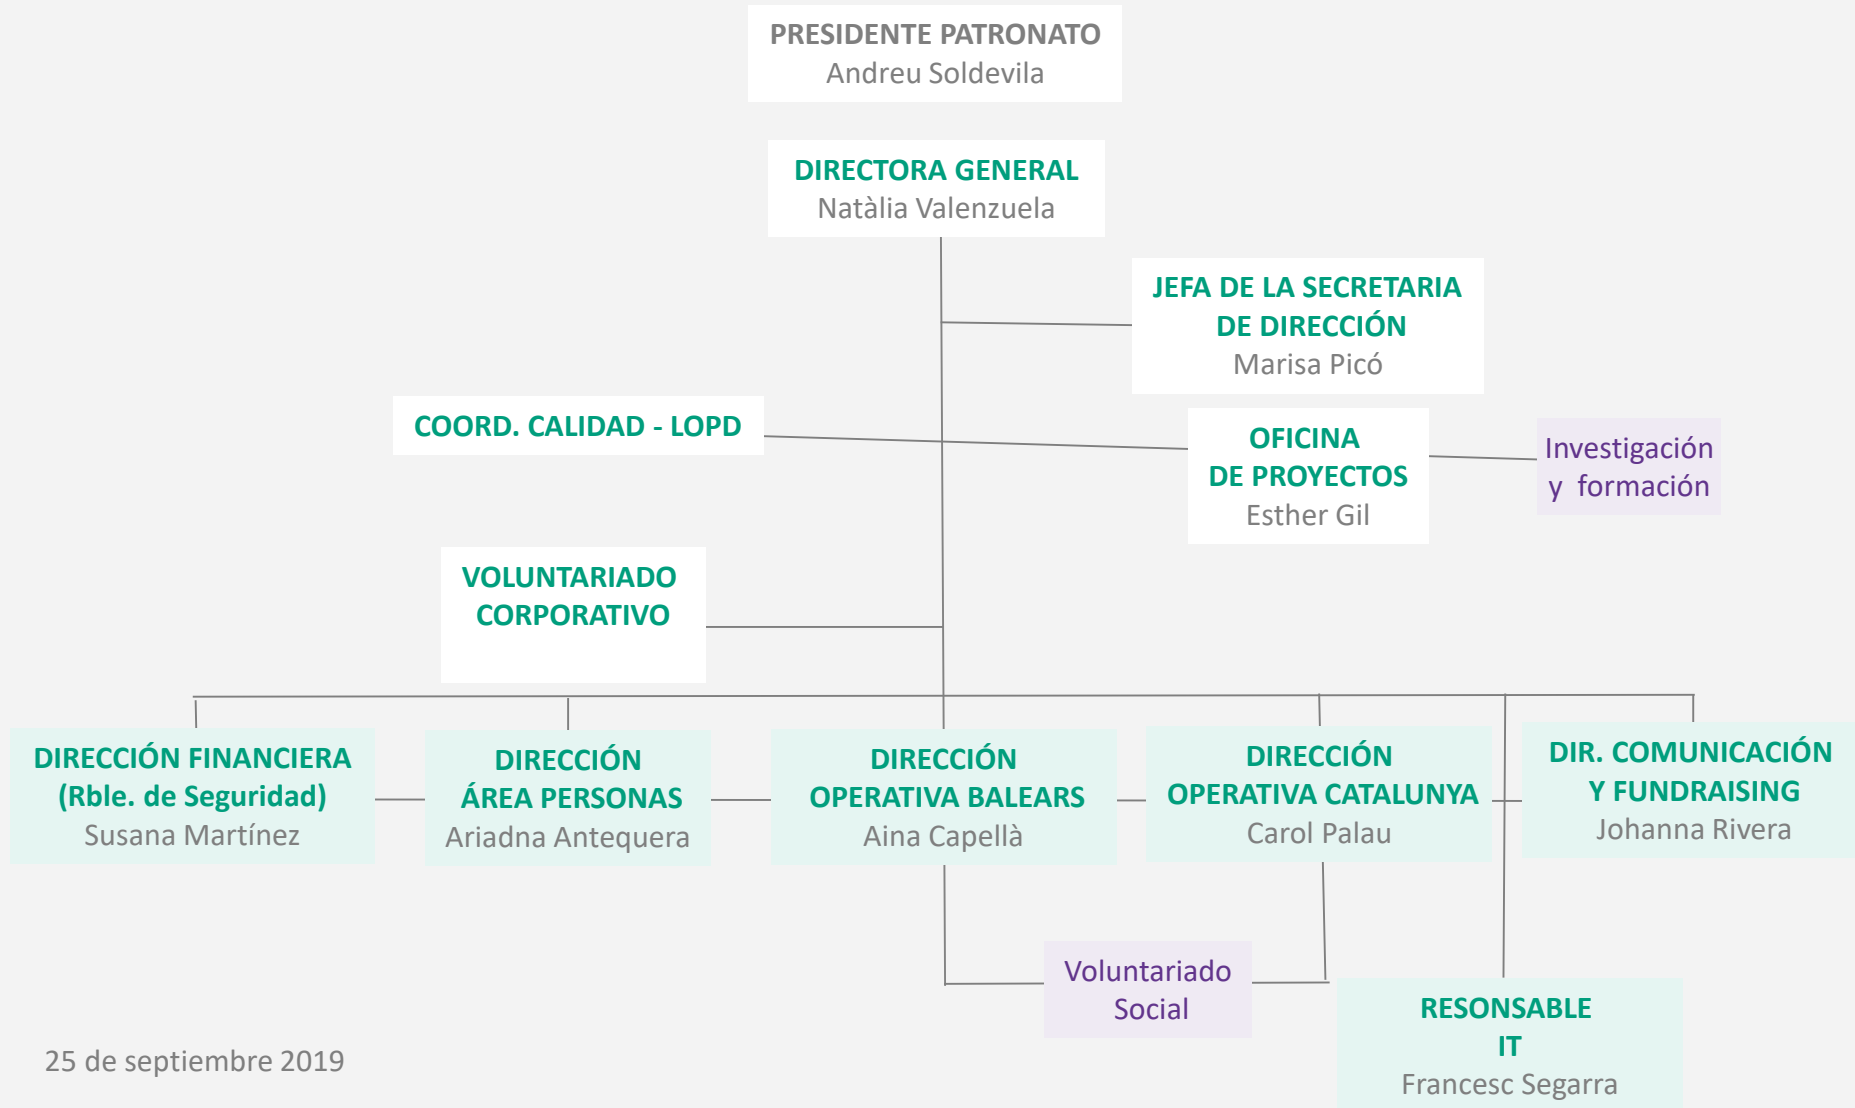 PRESIDENTE PATRONATO
Andreu Soldevila
DIRECTORA GENERAL
Natàlia Valenzuela
JEFA DE LA SECRETARIA
DE DIRECCIÓN
Marisa Picó
COORD. CALIDAD - LOPD
OFICINA
DE PROYECTOS
Esther Gil
Investigación
y formación
VOLUNTARIADO
CORPORATIVO
DIRECCIÓN FINANCIERA
(Rble. de Seguridad)
Susana Martínez
DIRECCIÓN
ÁREA PERSONAS
Ariadna Antequera
DIRECCIÓN
OPERATIVA BALEARS
Aina Capellà
DIRECCIÓN
OPERATIVA CATALUNYA
Carol Palau
DIR. COMUNICACIÓN
Y FUNDRAISING
Johanna Rivera
Voluntariado
Social
RESONSABLE
IT
Francesc Segarra
25 de septiembre 2019